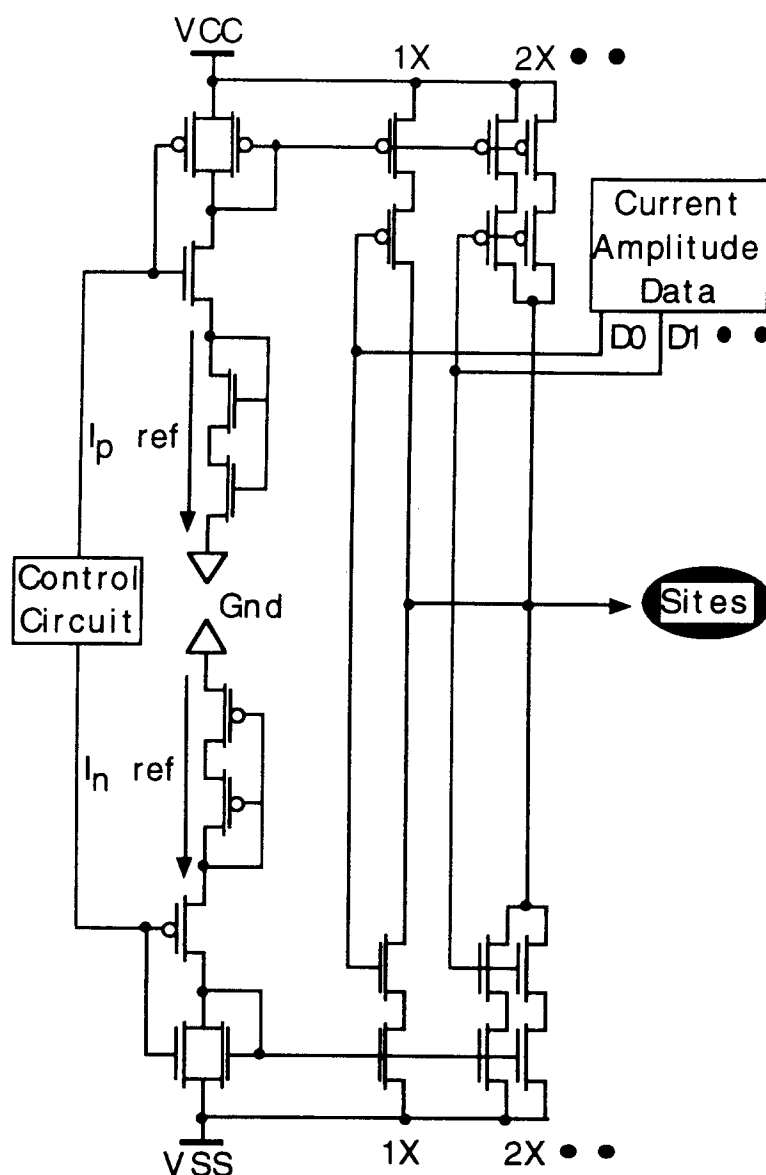 VCC
1X
2X
Current
Amplitude
Data
D0 D1
Ip ref
Control
Circuit
Gnd
Sites
In ref
VSS
1X
2X